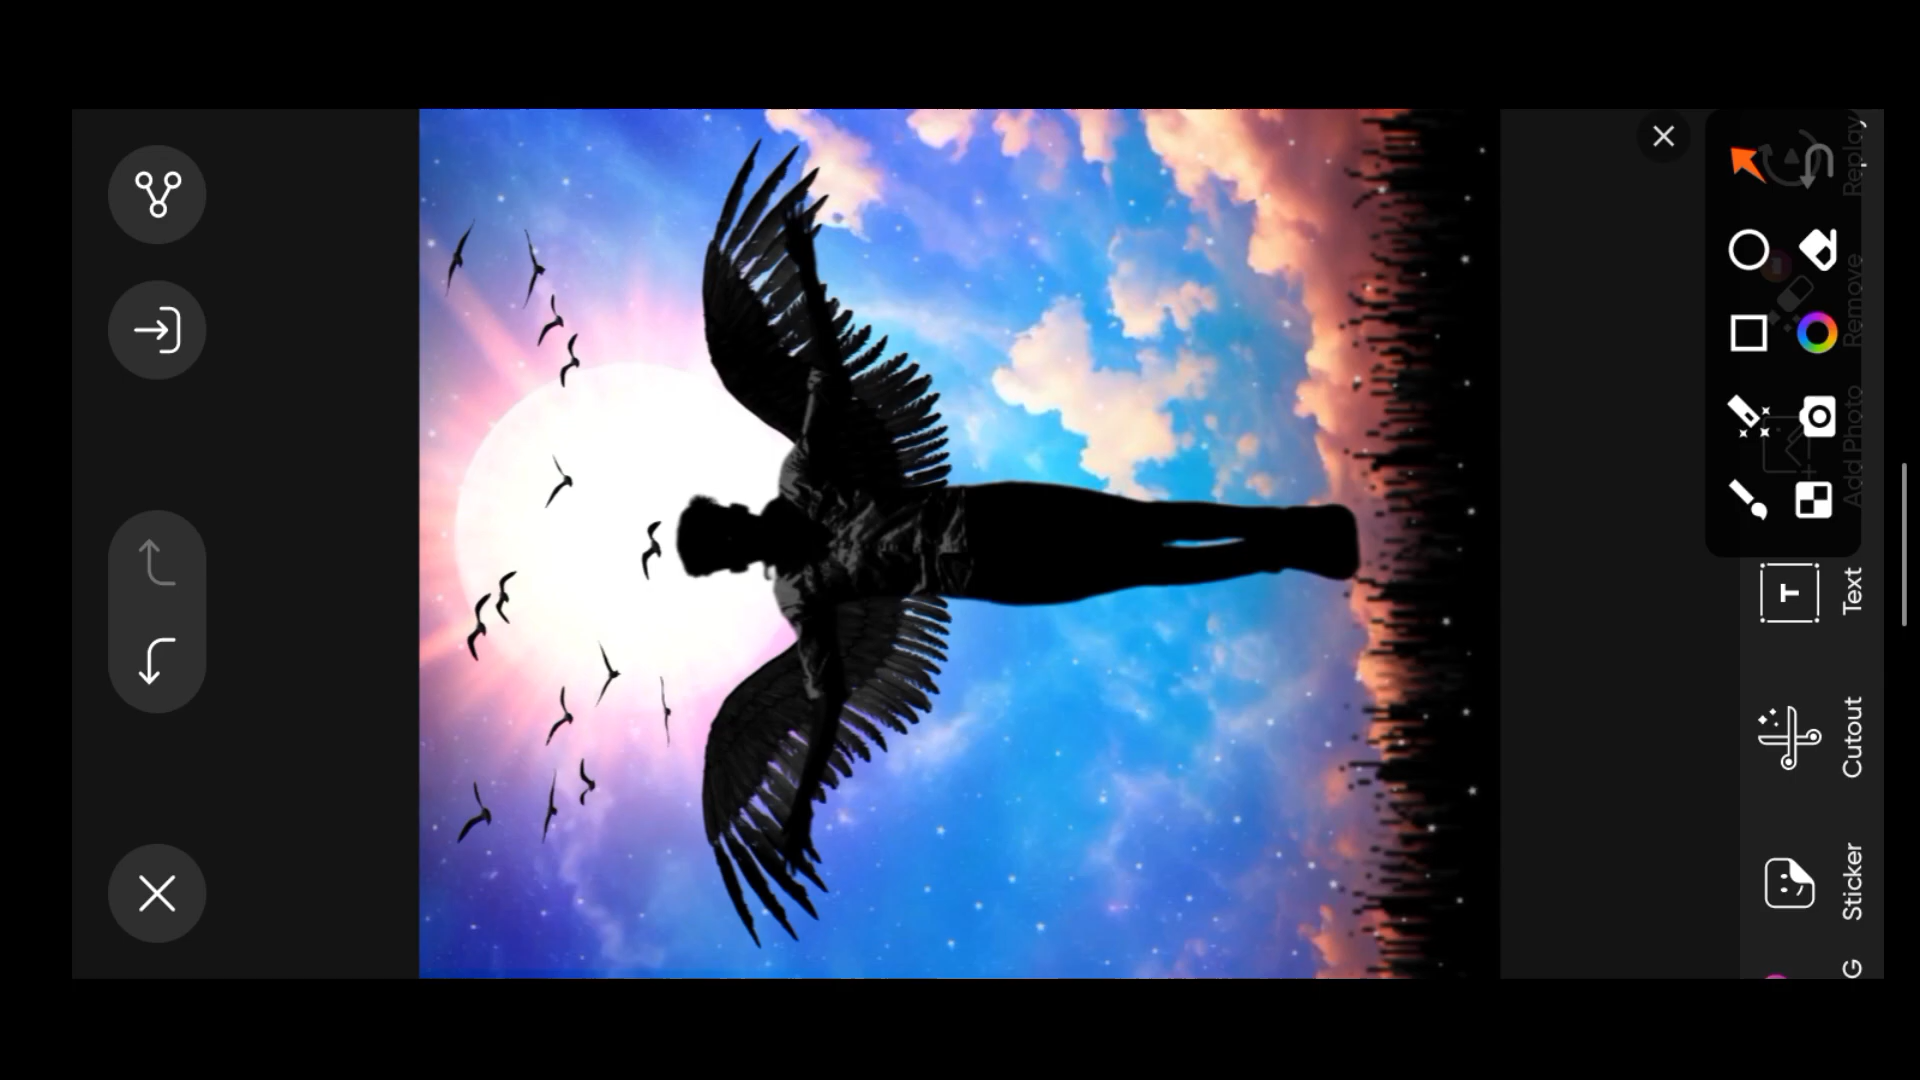 Replay
Remove
Add Photo
Text
Cutout
Sticker
G